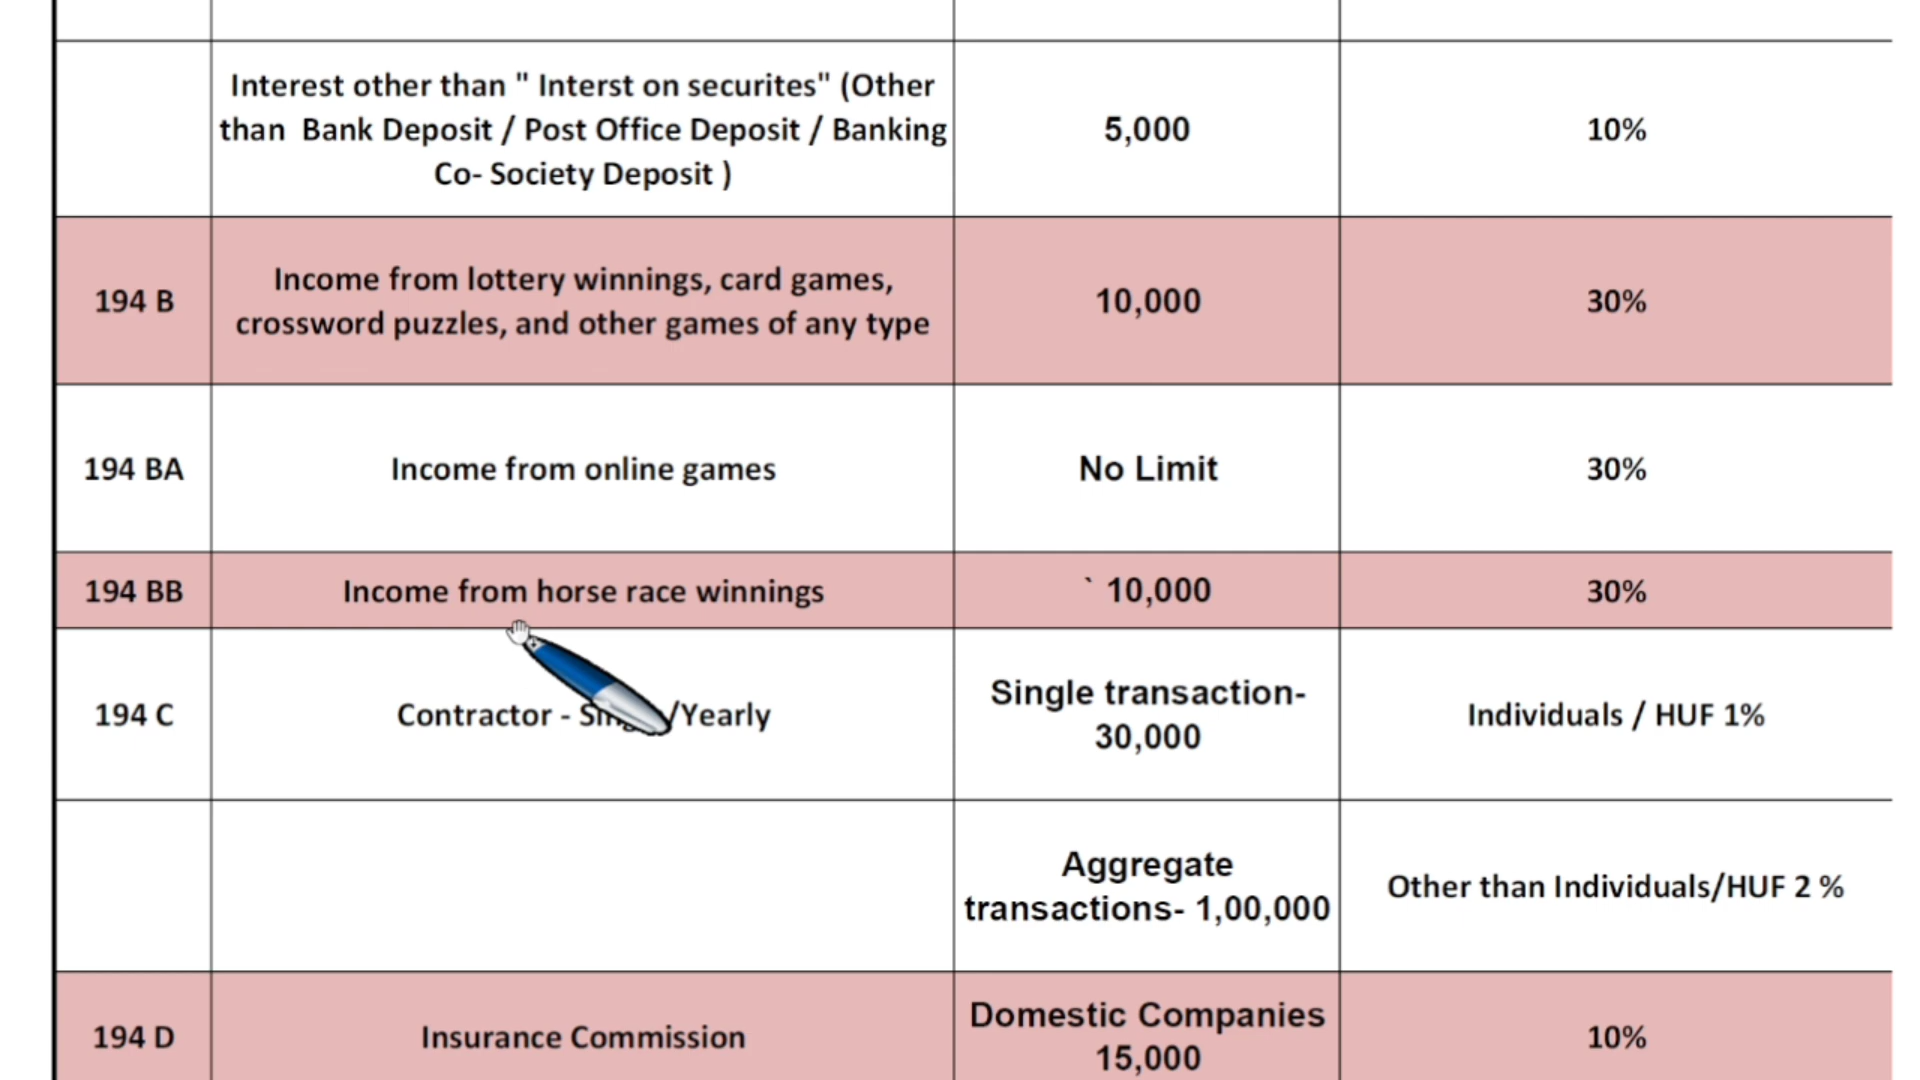 Interest other than " Interst on securites" (Other
than Bank Deposit / Post Office Deposit / Banking
Co- Society Deposit )
5,000
10%
194 B
Income from lottery winnings, card games,
crossword puzzles, and other games of any type
10,000
30%
194 BA
Income from online games
No Limit
30%
194 BB
Income from horse race winnings
` 10,000
30%
194 C
Contractor - /Yearly
Single transaction-
30,000
Individuals / HUF 1%
Aggregate
transactions- 1,00,000
Other than Individuals/HUF 2 %
194 D
Insurance Commission
Domestic Companies
15,000
10%